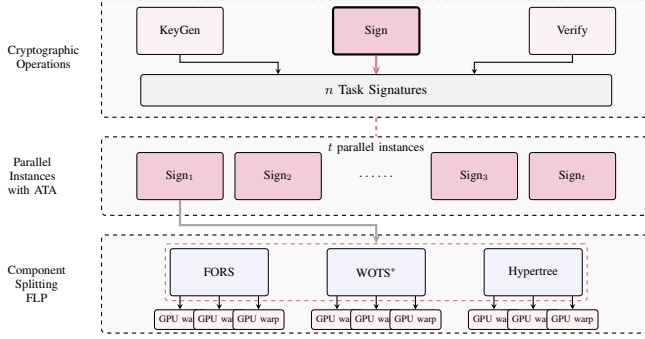 Cryptographic
Operations
KeyGen
Sign
Verify
n Task Signatures
Parallel
Instances
with ATA
t parallel instances
Sign₁
Sign₂
......
Sign₃
Signₜ
Component
Splitting
FLP
FORS
WOTS⁺
Hypertree
GPU wa GPU wa GPU warp
GPU wa GPU wa GPU warp
GPU wa GPU wa GPU warp